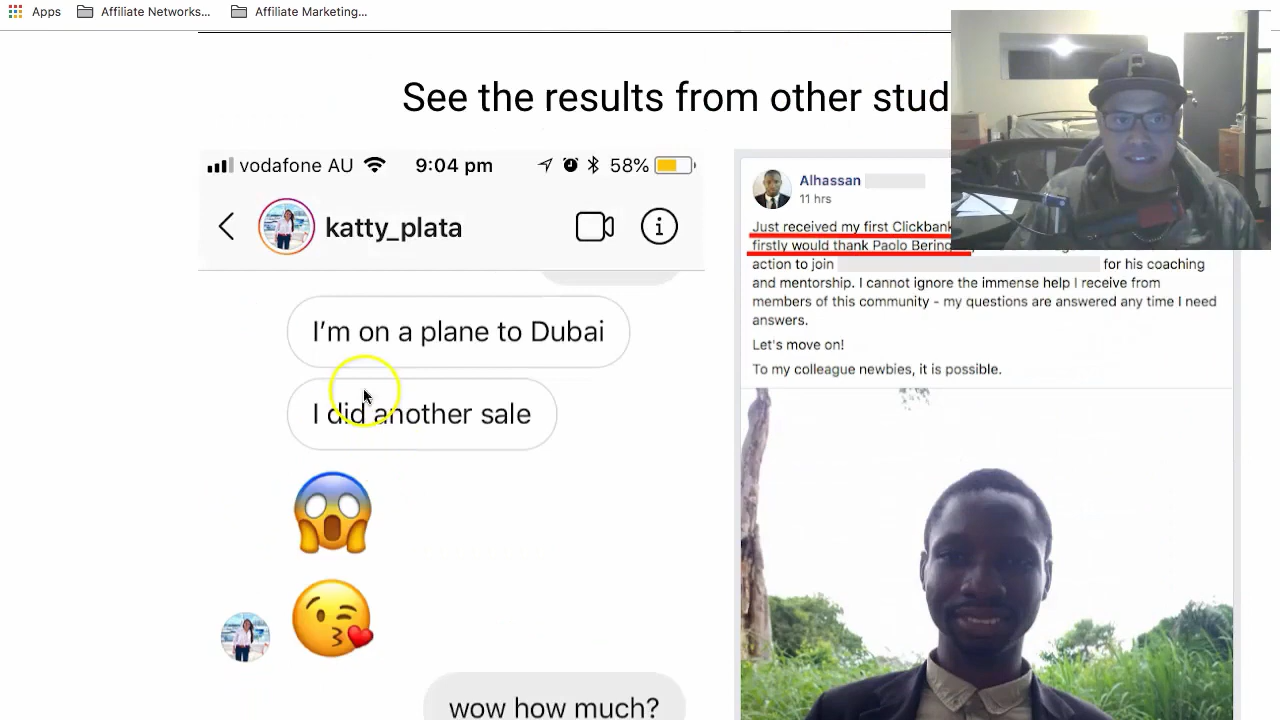 Apps
Affiliate Networks...
Affiliate Marketing...
See the results from other stud
vodafone AU
9:04 pm
58%
katty_plata
I'm on a plane to Dubai
I did another sale
wow how much?
Alhassan
11 hrs
Just received my first Clickban
firstly would thank Paolo Bering
action to join for his coaching
and mentorship. I cannot ignore the immense help I receive from
members of this community - my questions are answered any time I need
answers.
Let's move on!
To my colleague newbies, it is possible.
P